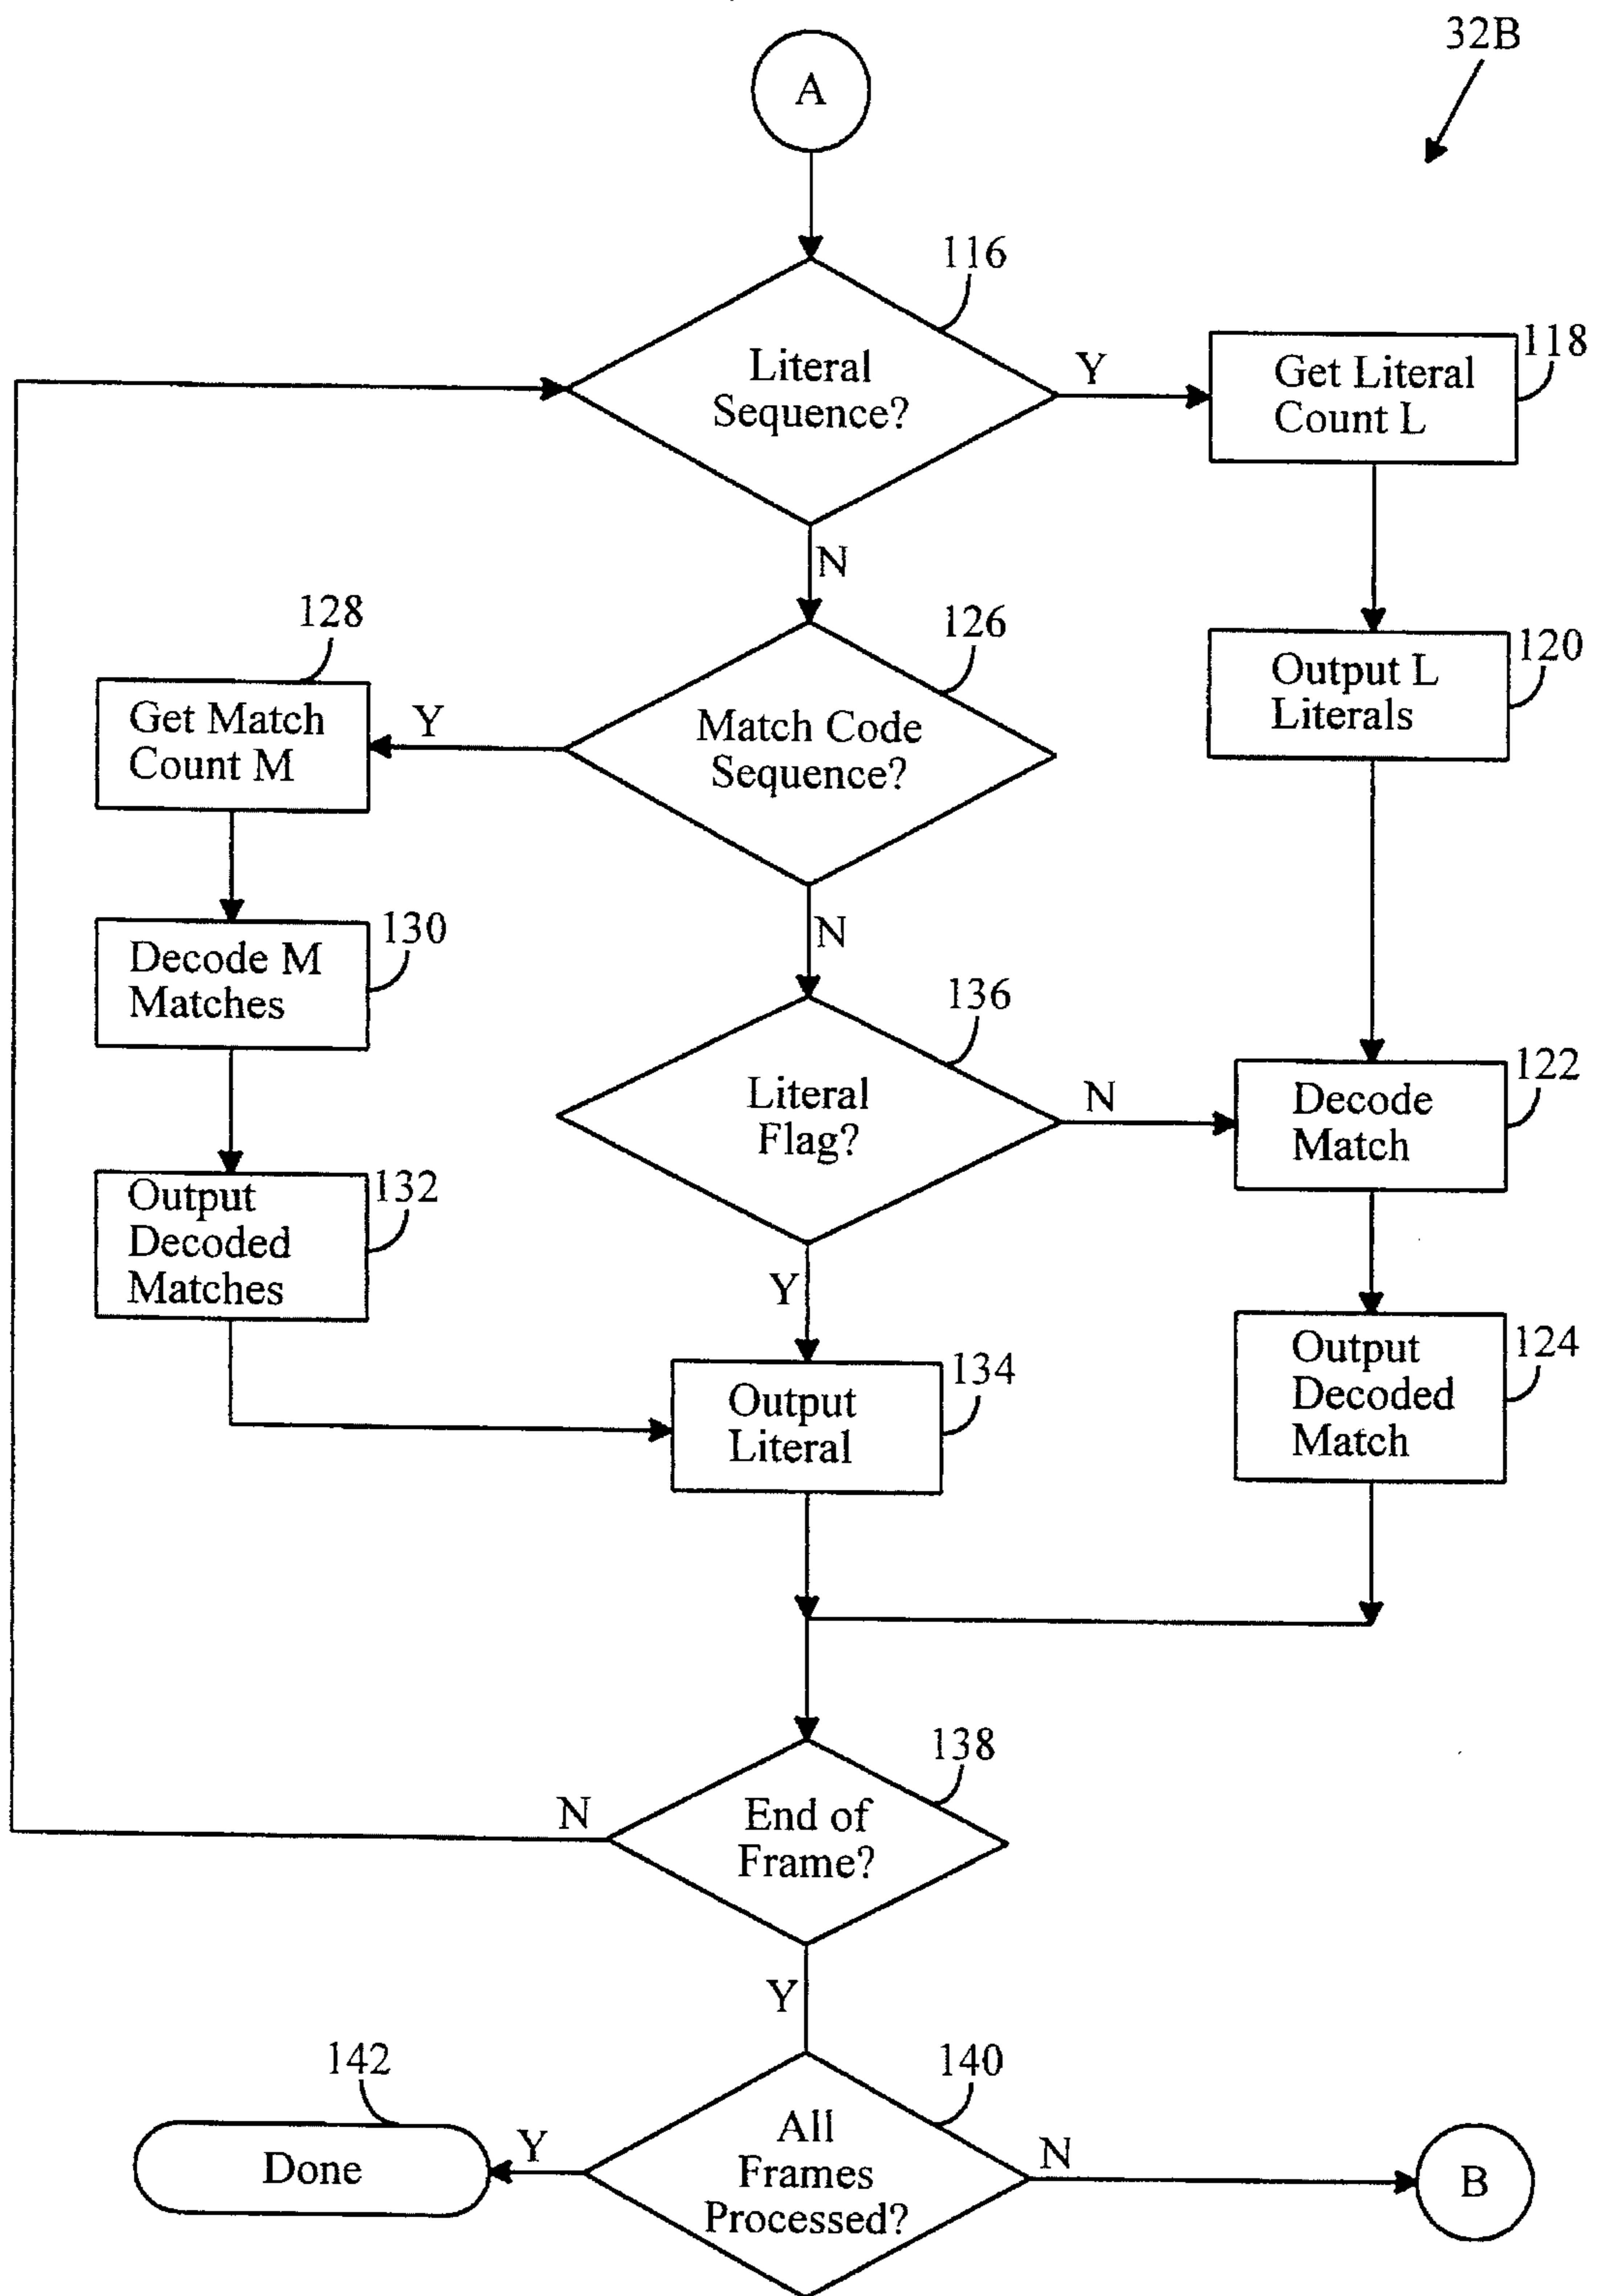 32B
A
116
Literal
Sequence?
Y
Get Literal
Count L
118
N
128
126
Get Match
Count M
Y
Match Code
Sequence?
Output L
Literals
120
N
Decode M
Matches
130
136
Literal
Flag?
N
Decode
Match
122
Output
Decoded
Matches
132
Y
Output
Literal
134
Output
Decoded
Match
124
138
N
End of
Frame?
Y
142
140
Done
Y
All
Frames
Processed?
N
B